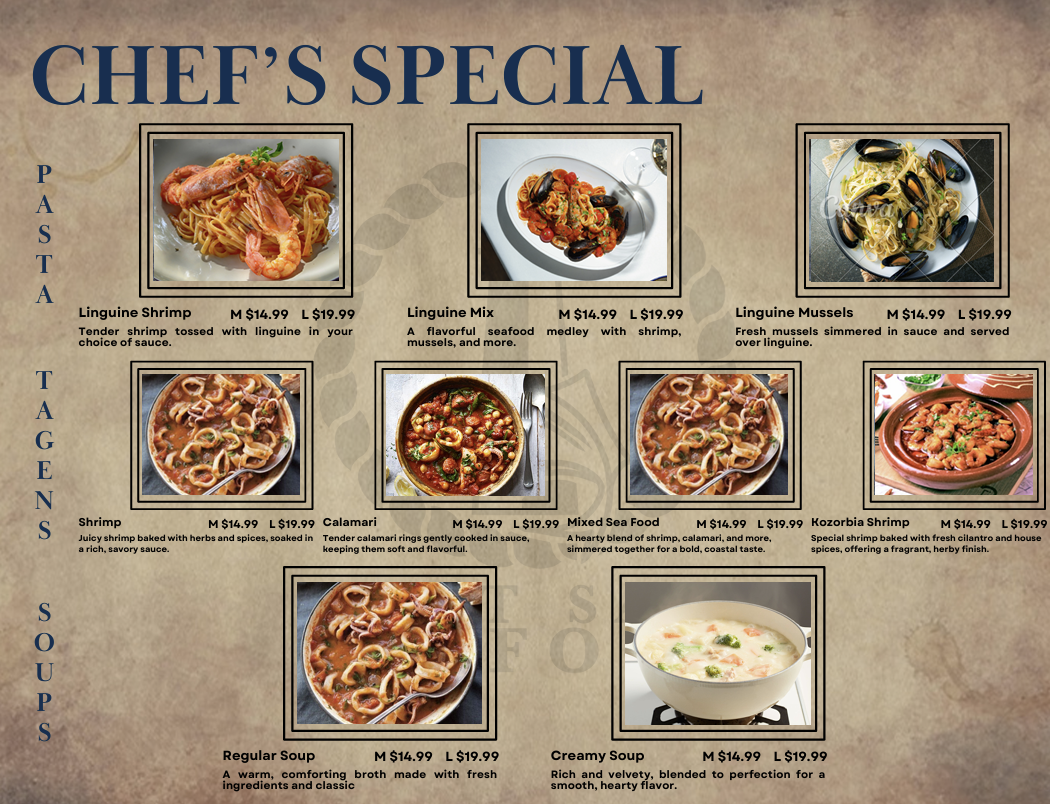 CHEF’S SPECIAL
PASTA
Linguine Shrimp M $14.99 L $19.99
Tender shrimp tossed with linguine in your
choice of sauce.
Linguine Mix M $14.99 L $19.99
A flavorful seafood medley with shrimp,
mussels, and more.
Linguine Mussels M $14.99 L $19.99
Fresh mussels simmered in sauce and served
over linguine.
TAGENS
Shrimp M $14.99 L $19.99
Juicy shrimp baked with herbs and spices, soaked in
a rich, savory sauce.
Calamari M $14.99 L $19.99
Tender calamari rings gently cooked in sauce,
keeping them soft and flavorful.
Mixed Sea Food M $14.99 L $19.99
A hearty blend of shrimp, calamari, and more,
simmered together for a bold, coastal taste.
Kozorbia Shrimp M $14.99 L $19.99
Special shrimp baked with fresh cilantro and house
spices, offering a fragrant, herby finish.
SOUPS
Regular Soup M $14.99 L $19.99
A warm, comforting broth made with fresh
ingredients and classic
Creamy Soup M $14.99 L $19.99
Rich and velvety, blended to perfection for a
smooth, hearty flavor.